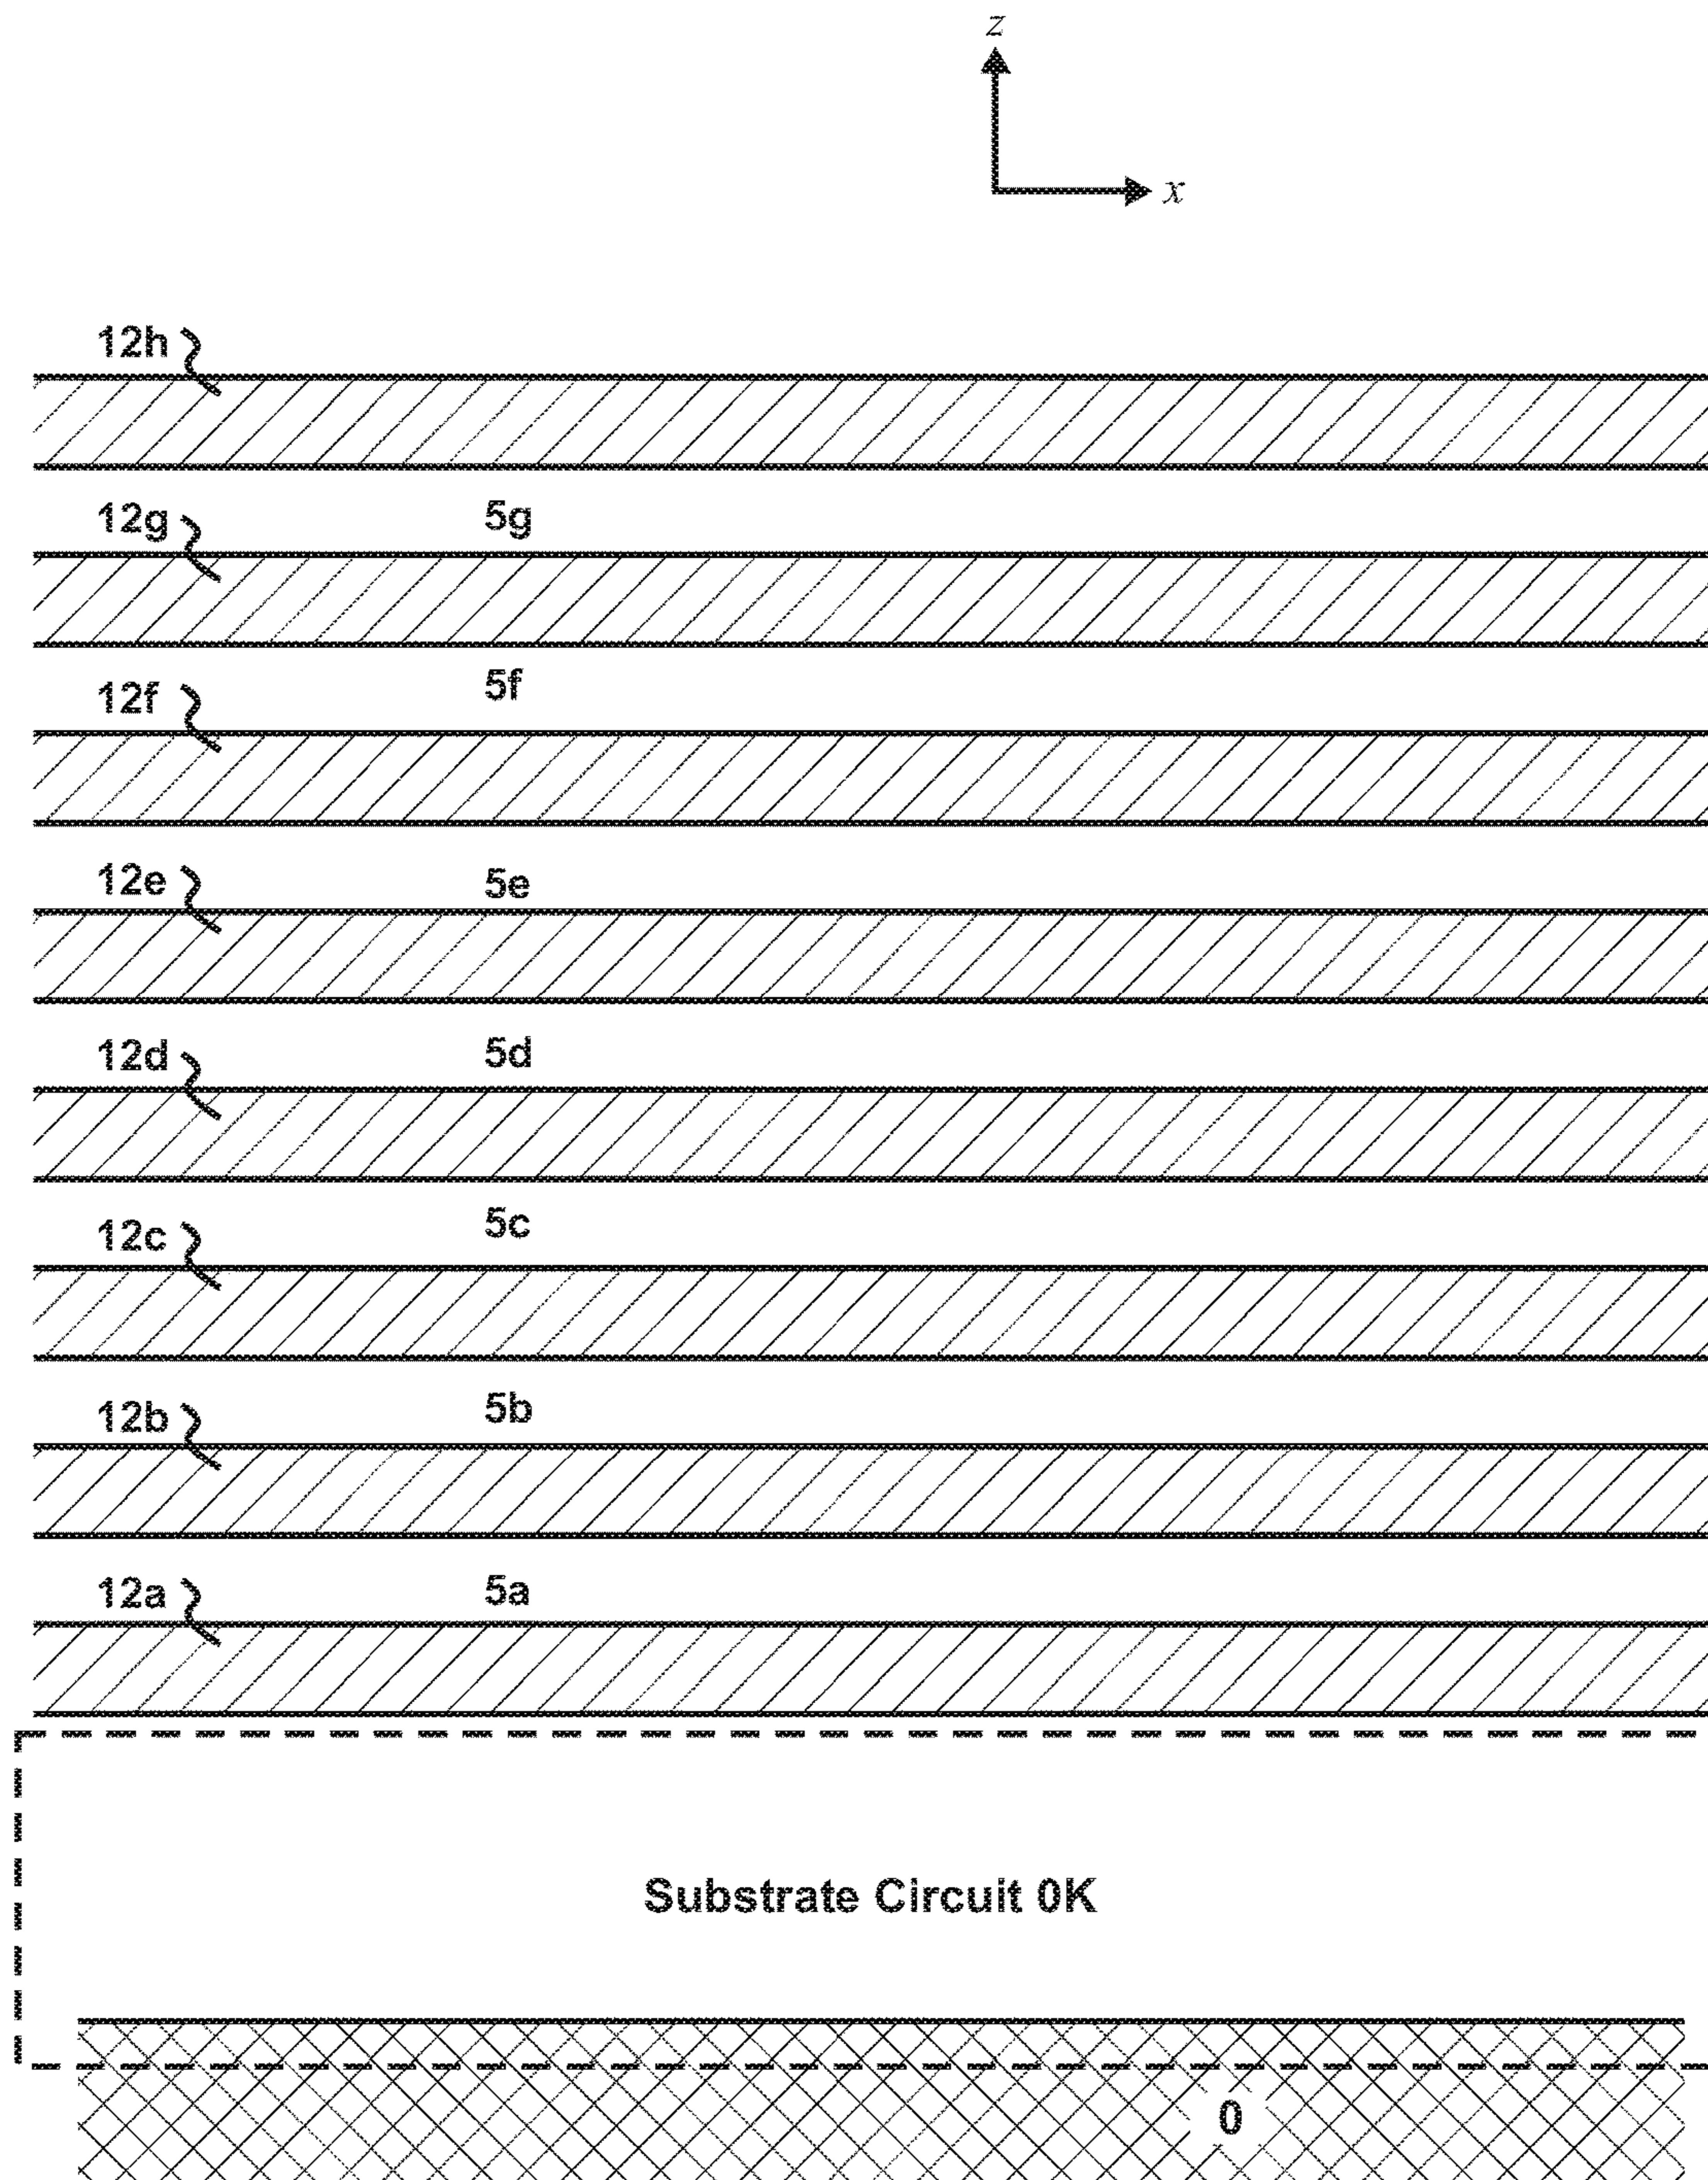 z
x
12h
12g 5g
12f 5f
12e 5e
12d 5d
12c 5c
12b 5b
12a 5a
Substrate Circuit 0K
0